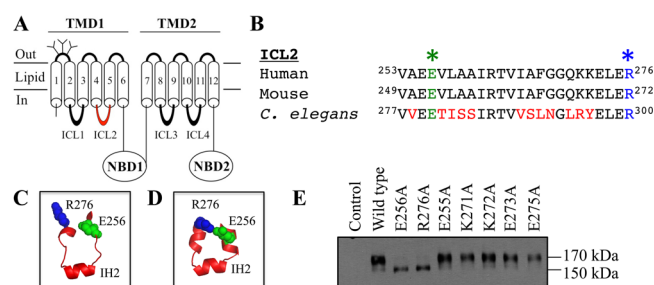 A
TMD1 TMD2
Out
Lipid
In
1 2 3 4 5 6 7 8 9 10 11 12
ICL1 ICL2 ICL3 ICL4
NBD1 NBD2
B
* *
ICL2
Human 253VAEEVLAAIRTVIAFGGQKKELER276
Mouse 249VAEEVLAAIRTVIAFGGQKKELER272
C. elegans 277VVEETISSIRTVVSLNGLRYELER300
C
R276
E256
IH2
D
R276
E256
IH2
E
Control
Wild type
E256A
R276A
E255A
K271A
K272A
E273A
E275A
170 kDa
150 kDa